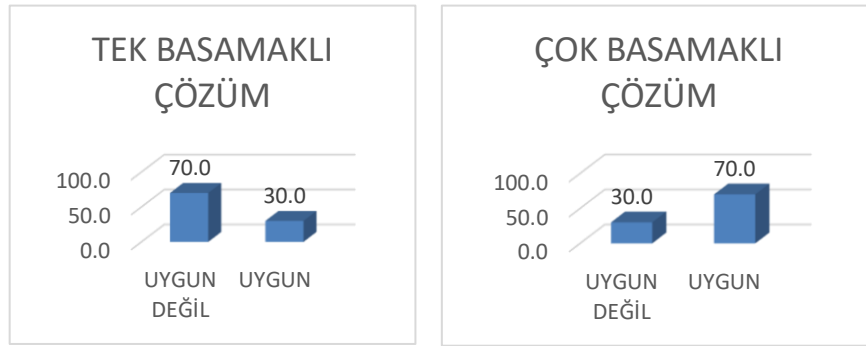 TEK BASAMAKLI
ÇÖZÜM
100.0
50.0
0.0
70.0
30.0
UYGUN
DEĞİL
UYGUN
ÇOK BASAMAKLI
ÇÖZÜM
100.0
50.0
0.0
30.0
70.0
UYGUN
DEĞİL
UYGUN